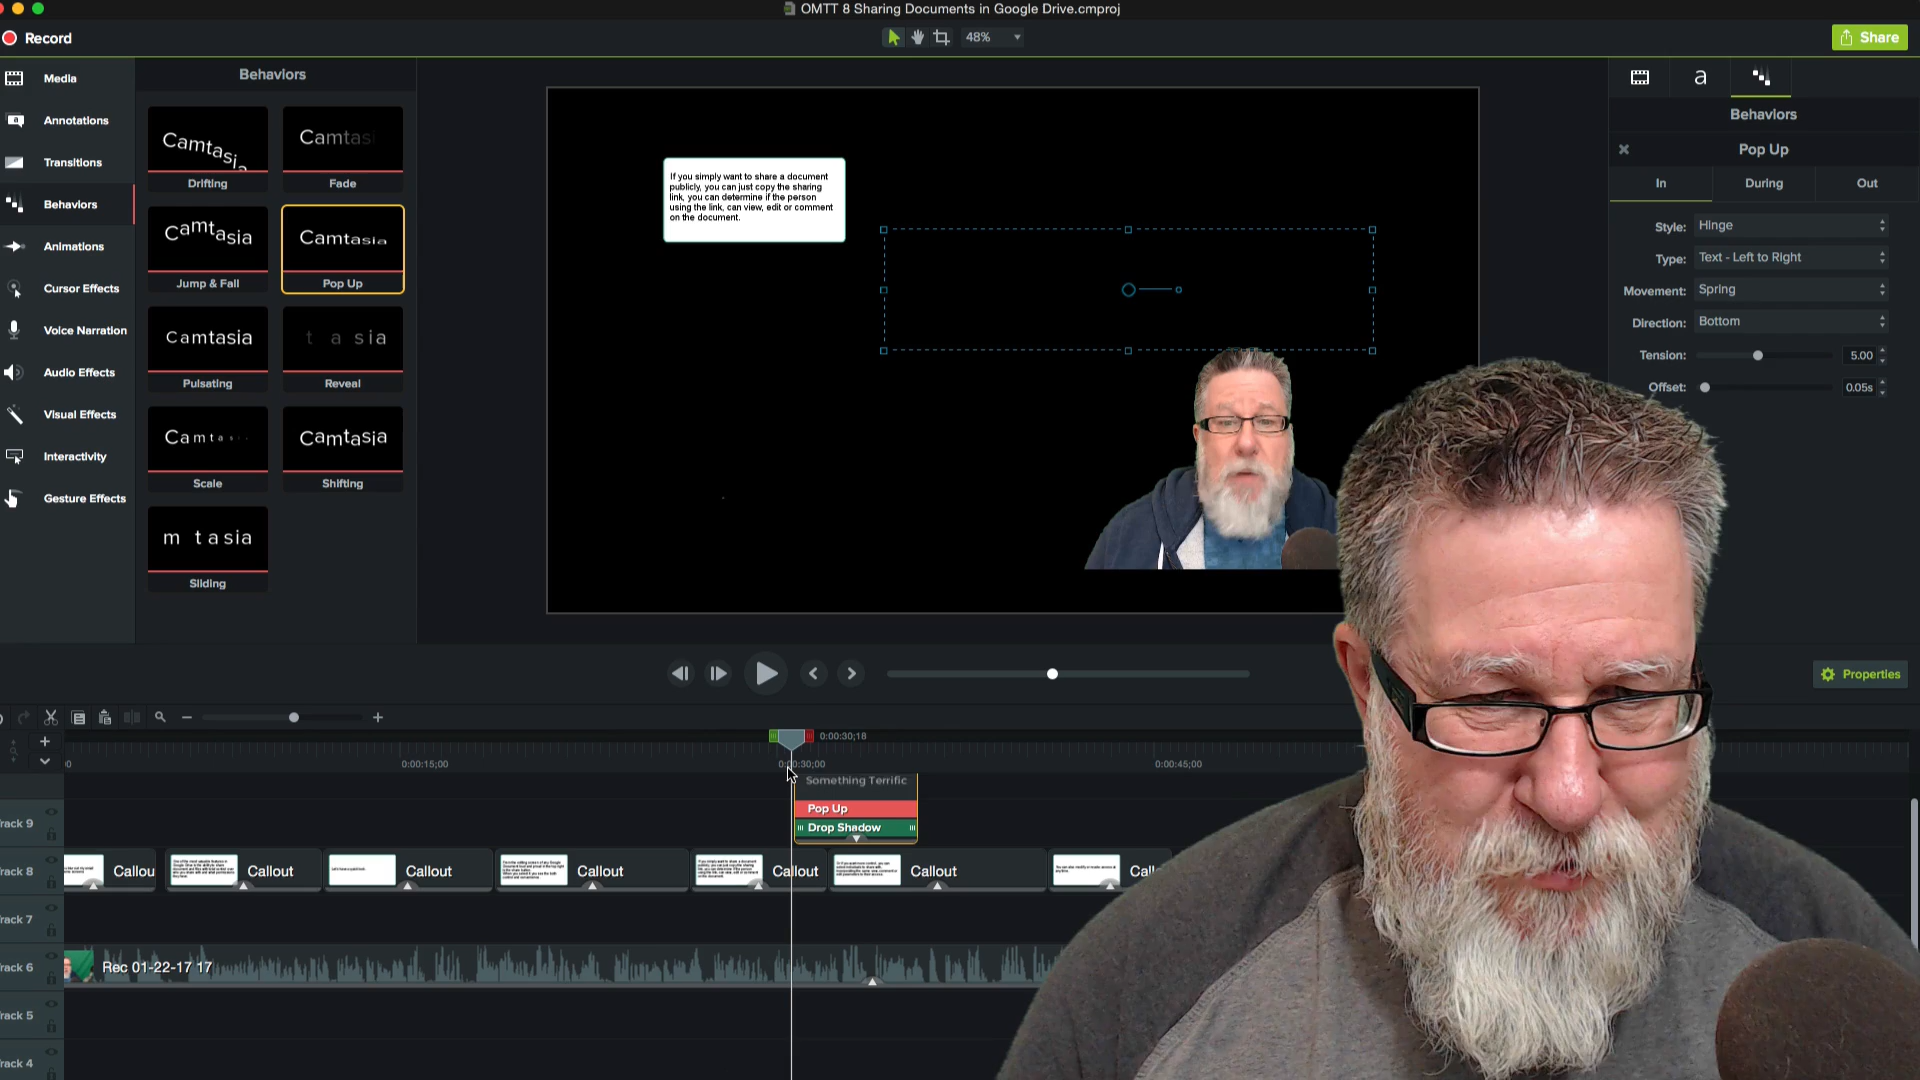 OMTT 8 Sharing Documents in Google Drive.cmproj
Record
48%
Share
Media
Annotations
Transitions
Behaviors
Animations
Cursor Effects
Voice Narration
Audio Effects
Visual Effects
Interactivity
Gesture Effects
Behaviors
Camtasia
Drifting
Camtas
Fade
Camtasia
Jump & Fall
Camtasia
Pop Up
Camtasia
Pulsating
t a sia
Reveal
Camta
Scale
Camtasia
Shifting
m tasia
Sliding
If you simply want to share a document
publicly, you can just copy the sharing
link, you can determine if the person
using the link, can view, edit or comment
on the document.
a
Behaviors
Pop Up
In
During
Out
Style:
Hinge
Type:
Text - Left to Right
Movement:
Spring
Direction:
Bottom
Tension:
5.00
Offset:
0.05s
Properties
0:00:30;18
0:00:15;00
0:00:30;00
0:00:45;00
Something Terrific
Pop Up
Drop Shadow
rack 9
rack 8
Callou
Callout
Callout
Callout
Callout
Callout
Call
rack 7
rack 6
Rec 01-22-17 17
rack 5
rack 4